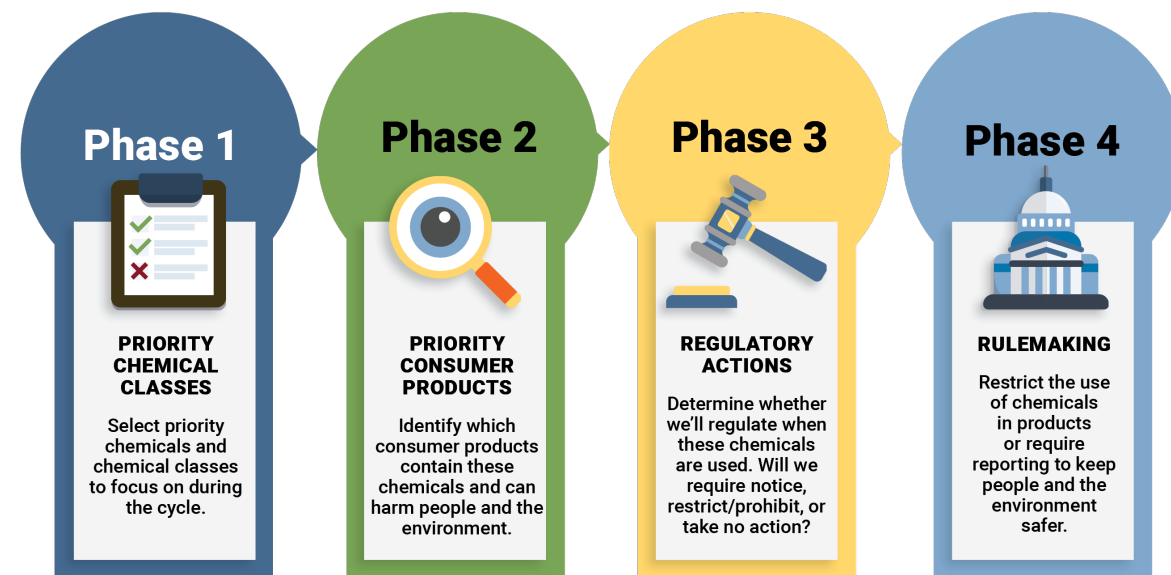 Phase 1
PRIORITY
CHEMICAL
CLASSES
Select priority
chemicals and
chemical classes
to focus on during
the cycle.
Phase 2
PRIORITY
CONSUMER
PRODUCTS
Identify which
consumer products
contain these
chemicals and can
harm people and the
environment.
Phase 3
REGULATORY
ACTIONS
Determine whether
we'll regulate when
these chemicals
are used. Will we
require notice,
restrict/prohibit, or
take no action?
Phase 4
RULEMAKING
Restrict the use
of chemicals
in products
or require
reporting to keep
people and the
environment
safer.